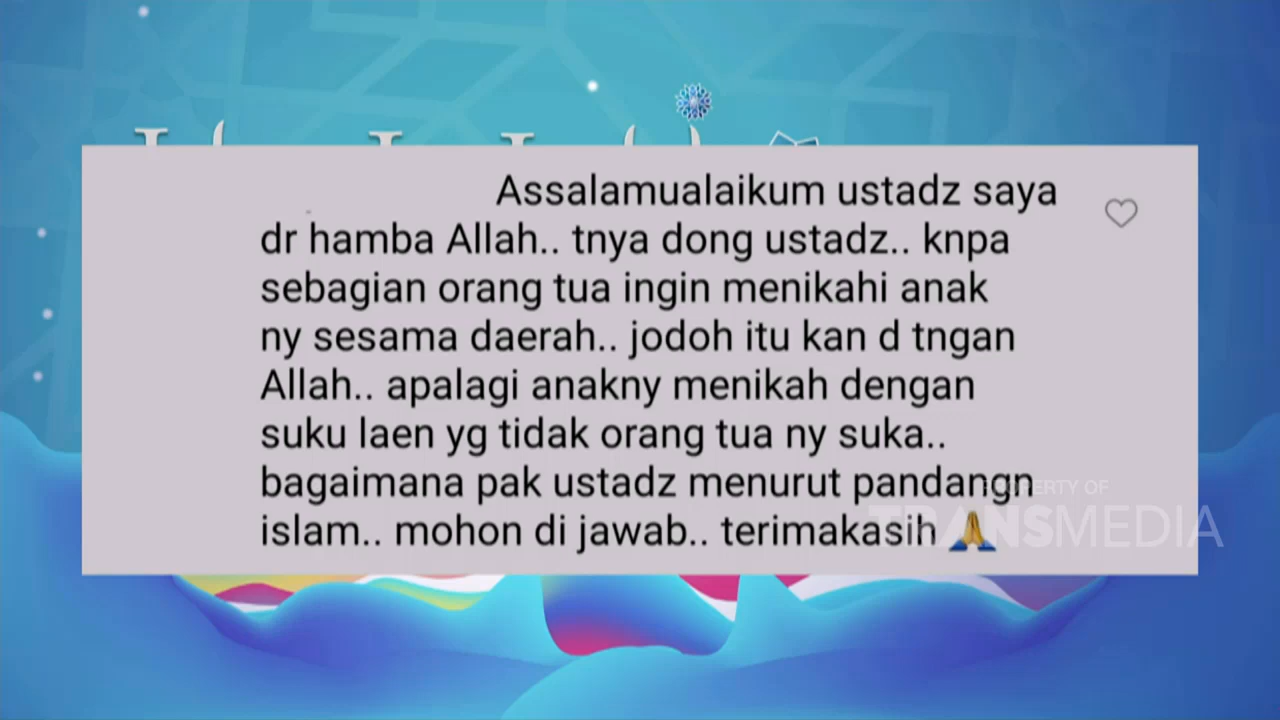 Assalamualaikum ustadz saya
dr hamba Allah.. tnya dong ustadz.. knpa
sebagian orang tua ingin menikahi anak
ny sesama daerah.. jodoh itu kan d tngan
Allah.. apalagi anakny menikah dengan
suku laen yg tidak orang tua ny suka..
bagaimana pak ustadz menurut pandangn
islam.. mohon di jawab.. terimakasih 🙏
PROPERTY OF
TRANSMEDIA